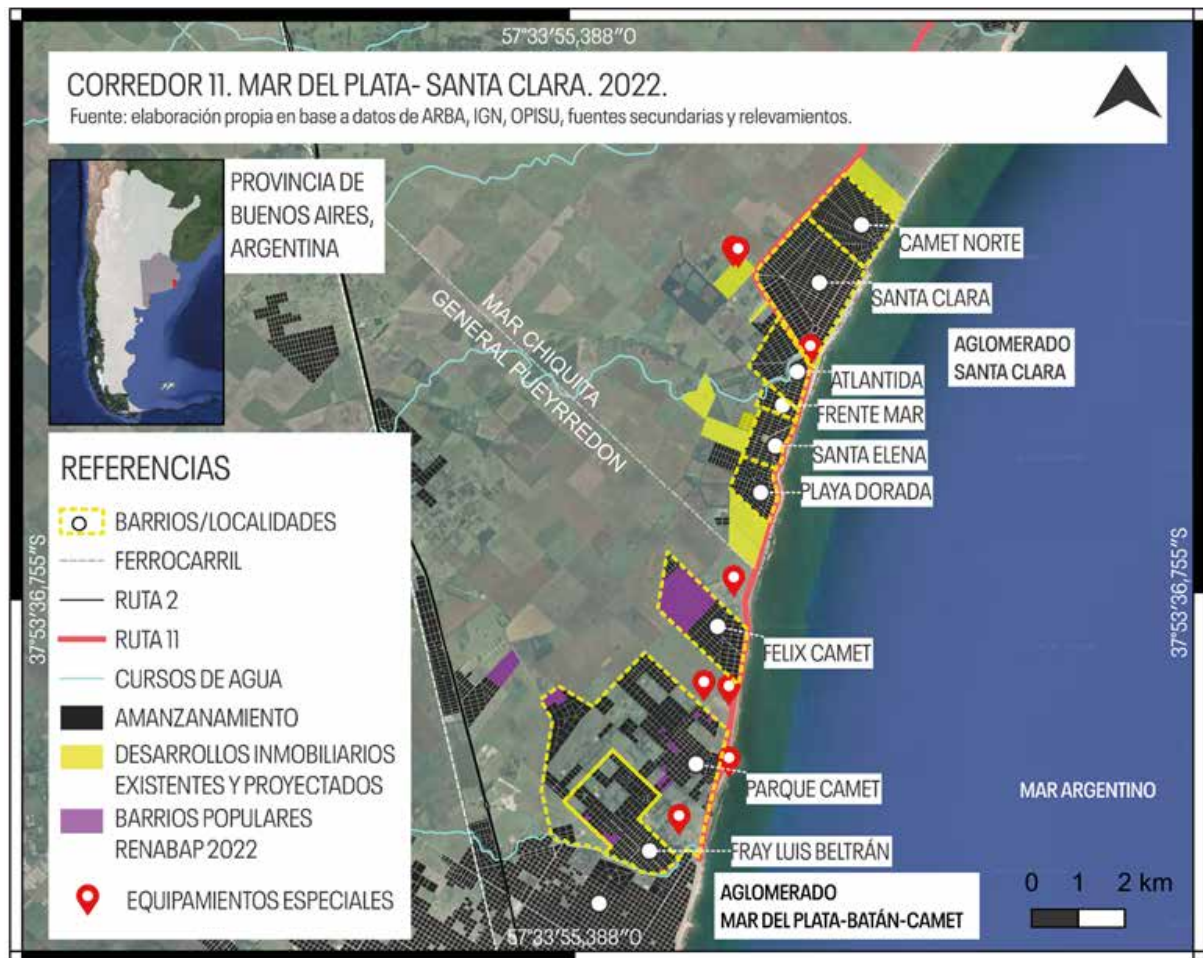 57°33'55,388"O
CORREDOR 11. MAR DEL PLATA- SANTA CLARA. 2022.
Fuente: elaboración propia en base a datos de ARBA, IGN, OPISU, fuentes secundarias y relevamientos.
PROVINCIA DE
BUENOS AIRES,
ARGENTINA
MAR CHIQUITA
GENERAL PUEYRREDON
CAMET NORTE
SANTA CLARA
AGLOMERADO
SANTA CLARA
ATLANTIDA
FRENTE MAR
SANTA ELENA
PLAYA DORADA
FELIX CAMET
PARQUE CAMET
FRAY LUIS BELTRÁN
AGLOMERADO
MAR DEL PLATA-BATÁN-CAMET
MAR ARGENTINO
REFERENCIAS
BARRIOS/LOCALIDADES
FERROCARRIL
RUTA 2
RUTA 11
CURSOS DE AGUA
AMANZANAMIENTO
DESARROLLOS INMOBILIARIOS
EXISTENTES Y PROYECTADOS
BARRIOS POPULARES
RENABAP 2022
EQUIPAMIENTOS ESPECIALES
37°53'36,755"S
37°53'36,755"S
0 1 2 km
57°33'55,388"O